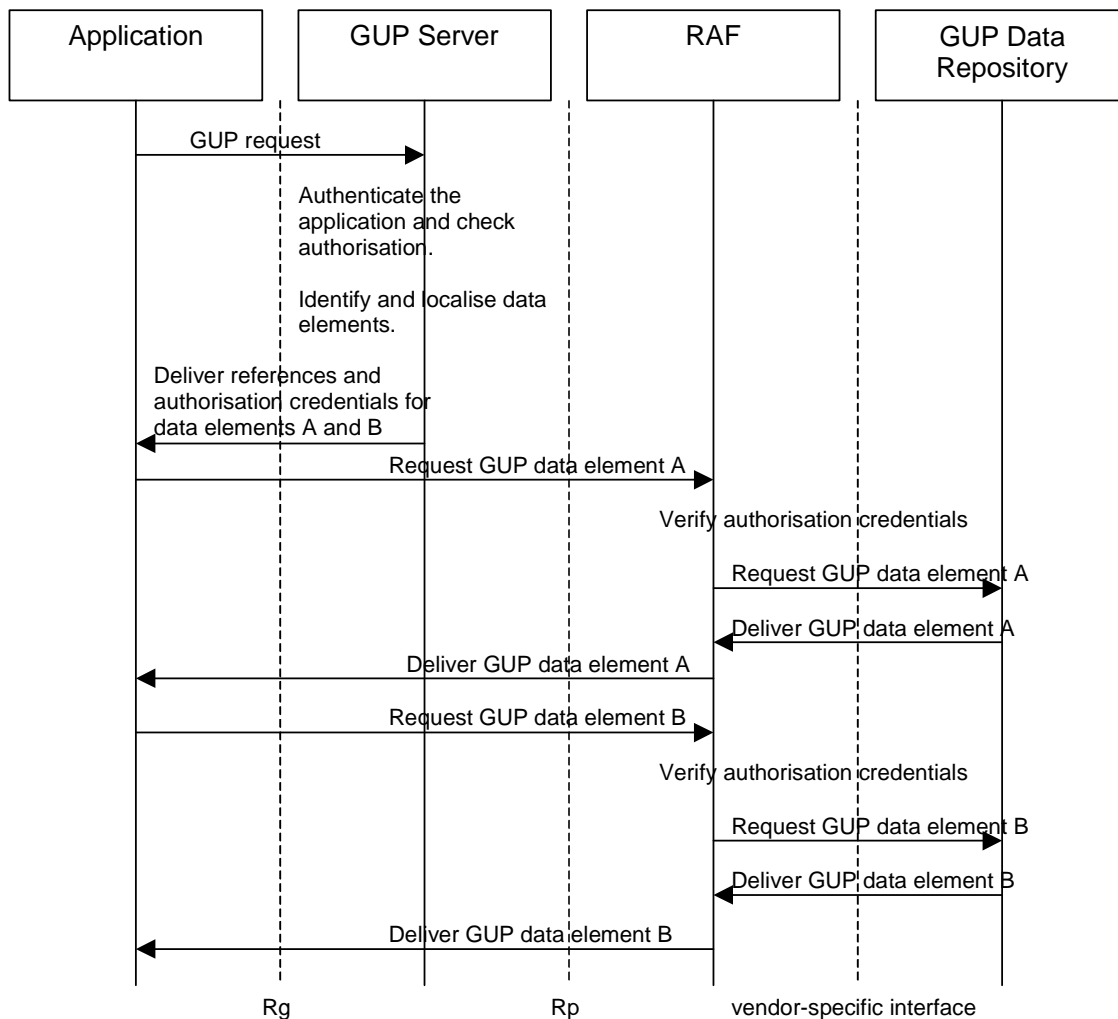 Application
GUP Server
RAF
GUP Data
Repository
GUP request
Authenticate the
application and check
authorisation.
Identify and localise data
elements.
Deliver references and
authorisation credentials for
data elements A and B
Request GUP data element A
Verify authorisation credentials
Request GUP data element A
Deliver GUP data element A
Deliver GUP data element A
Request GUP data element B
Verify authorisation credentials
Request GUP data element B
Deliver GUP data element B
Deliver GUP data element B
Rg
Rp
vendor-specific interface